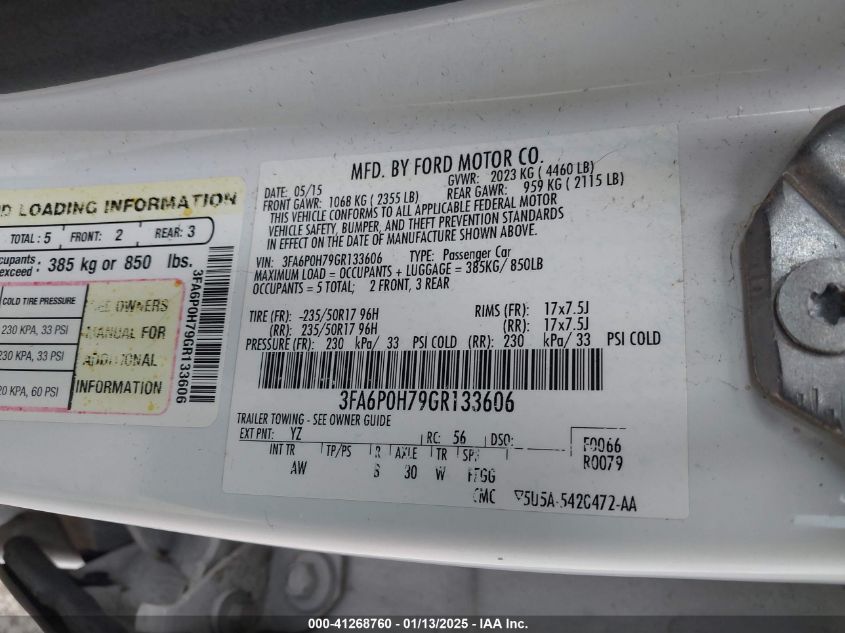 D LOADING INFORMATION
TOTAL: 5 FRONT: 2 REAR: 3
385 kg or 850 lbs.
COLD TIRE PRESSURE
230 KPA, 33 PSI
230 KPA, 33 PSI
20 KPA, 60 PSI
SEE OWNERS
MANUAL FOR
ADDITIONAL
INFORMATION
3FA6P0H79GR133606
MFD. BY FORD MOTOR CO.
DATE: 05/15 GVWR: 2023 KG ( 4460 LB)
FRONT GAWR: 1068 KG ( 2355 LB) REAR GAWR: 959 KG ( 2115 LB)
THIS VEHICLE CONFORMS TO ALL APPLICABLE FEDERAL MOTOR
VEHICLE SAFETY, BUMPER, AND THEFT PREVENTION STANDARDS
IN EFFECT ON THE DATE OF MANUFACTURE SHOWN ABOVE.
VIN: 3FA6P0H79GR133606 TYPE: Passenger Car
MAXIMUM LOAD = OCCUPANTS + LUGGAGE = 385KG/ 850LB
OCCUPANTS = 5 TOTAL; 2 FRONT, 3 REAR
TIRE (FR): -235/50R17 96H RIMS (FR): 17x7.5J
(RR): 235/50R17 96H (RR): 17x7.5J
PRESSURE (FR): 230 kPa/ 33 PSI COLD (RR): 230 kPa/ 33 PSI COLD
3FA6P0H79GR133606
TRAILER TOWING - SEE OWNER GUIDE
EXT PNT: YZ RC: 56 DSO: F0066
R0079
INT TR TP/PS R AXLE TR SPR
AW 30 W
CMC 5U5A-5420472-AA
000-41268760 - 01/13/2025 - IAA Inc.